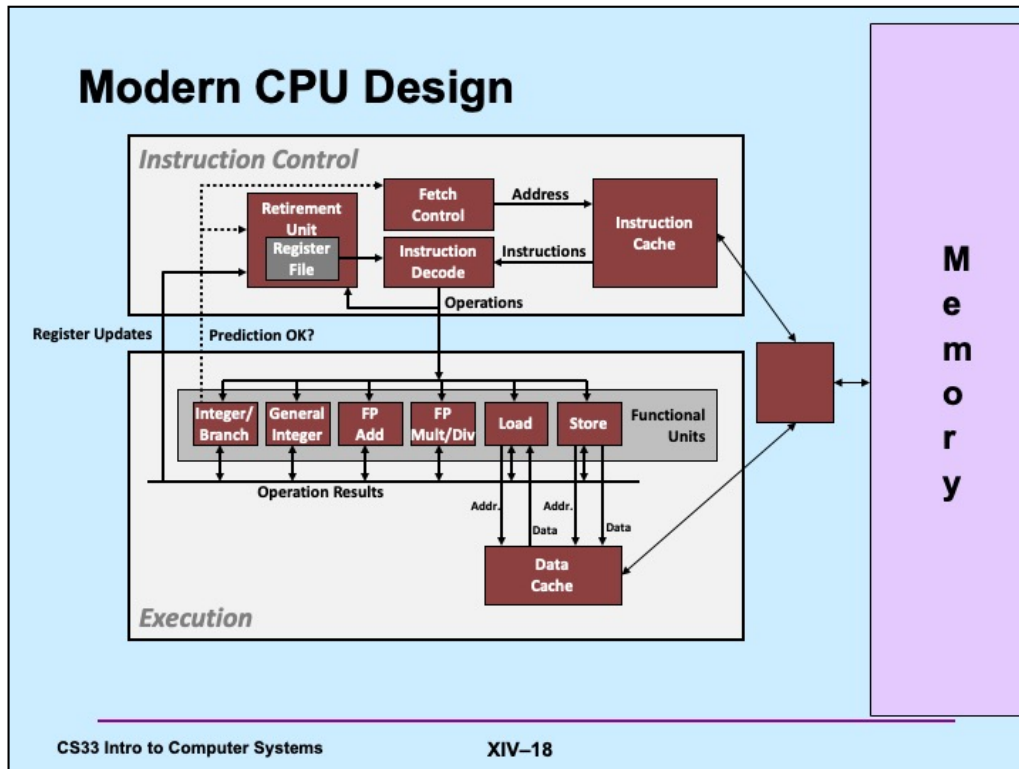 Modern CPU Design
Instruction Control
Retirement
Unit
Register
File
Fetch
Control
Address
Instruction
Cache
Instruction
Decode
Instructions
Operations
Register Updates
Prediction OK?
Integer/
Branch
General
Integer
FP
Add
FP
Mult/Div
Load
Store
Functional
Units
Operation Results
Addr.
Data
Addr.
Data
Data
Cache
Execution
M
e
m
o
r
y
CS33 Intro to Computer Systems
XIV–18